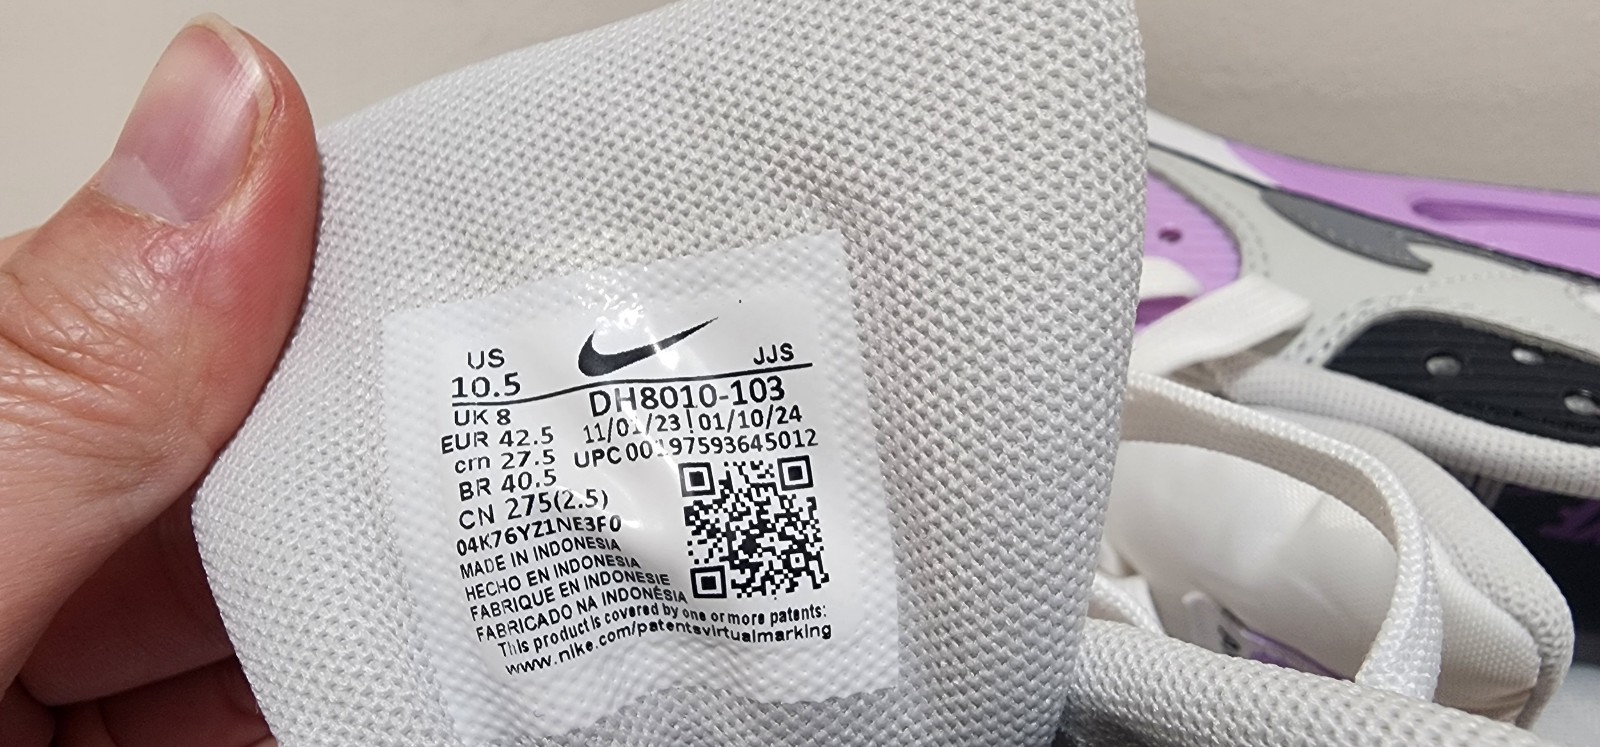 US
10.5
JJS
UK 8
DH8010-103
EUR 42.5
11/01/23 | 01/10/24
cm 27.5
UPC 00197593645012
BR 40.5
CN 275(2.5)
04K76YZ1NE3F0
MADE IN INDONESIA
HECHO EN INDONESIA
FABRIQUE EN INDONESIE
FABRICADO NA INDONÉSIA
This product is covered by one or more patents:
www.nike.com/patentsvirtualmarking